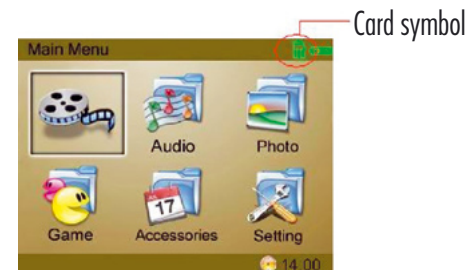 Card symbol
Main Menu
Audio
Photo
17
Game
Accessories
Setting
14:00